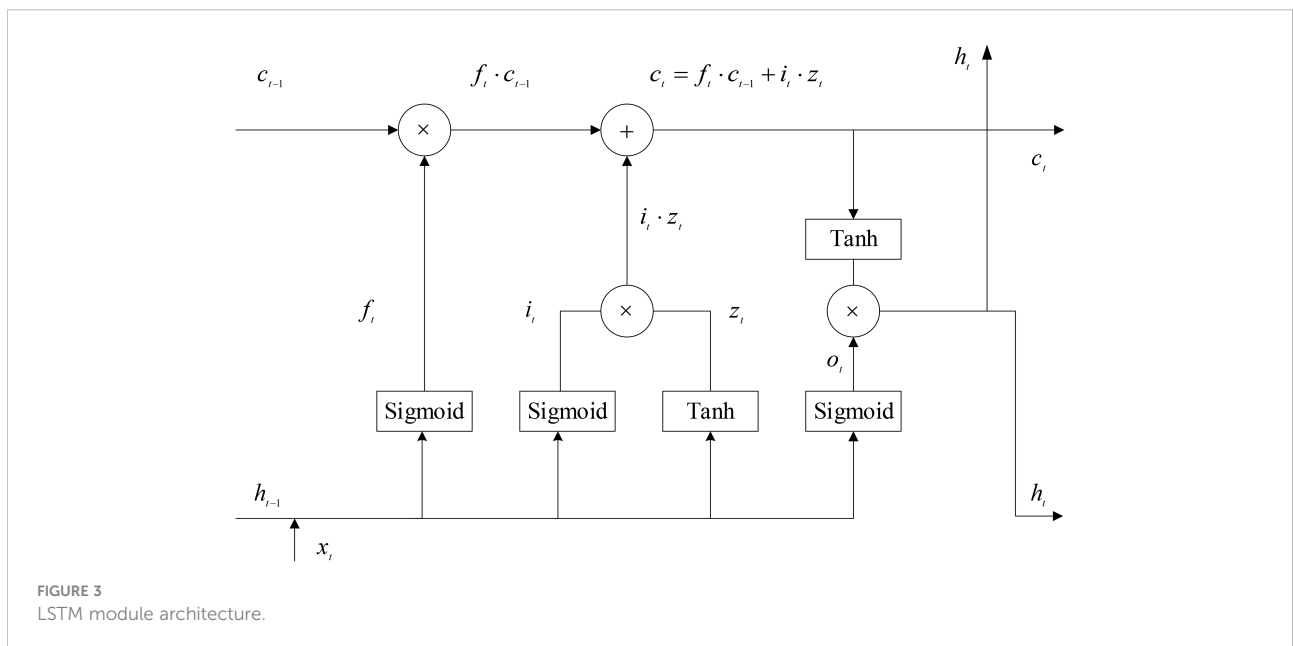 c_{t-1} f_t · c_{t-1} c_t = f_t · c_{t-1} + i_t · z_t h_t
× + c_t
i_t · z_t
Tanh
f_t i_t × z_t ×
o_t
Sigmoid Sigmoid Tanh Sigmoid
h_{t-1} h_t
x_t
FIGURE 3
LSTM module architecture.